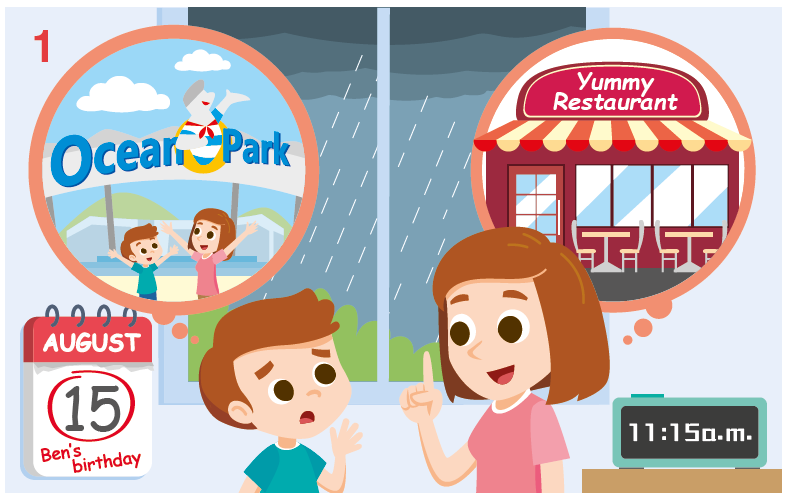 1
Ocean Park
Yummy
Restaurant
AUGUST
15
Ben's
birthday
11:15a.m.